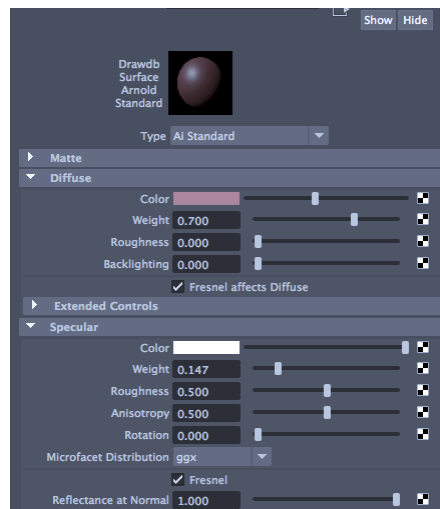 Show Hide
Drawdb
Surface
Arnold
Standard
Type Ai Standard
Matte
Diffuse
Color
Weight 0.700
Roughness 0.000
Backlighting 0.000
Fresnel affects Diffuse
Extended Controls
Specular
Color
Weight 0.147
Roughness 0.500
Anisotropy 0.500
Rotation 0.000
Microfacet Distribution ggx
Fresnel
Reflectance at Normal 1.000